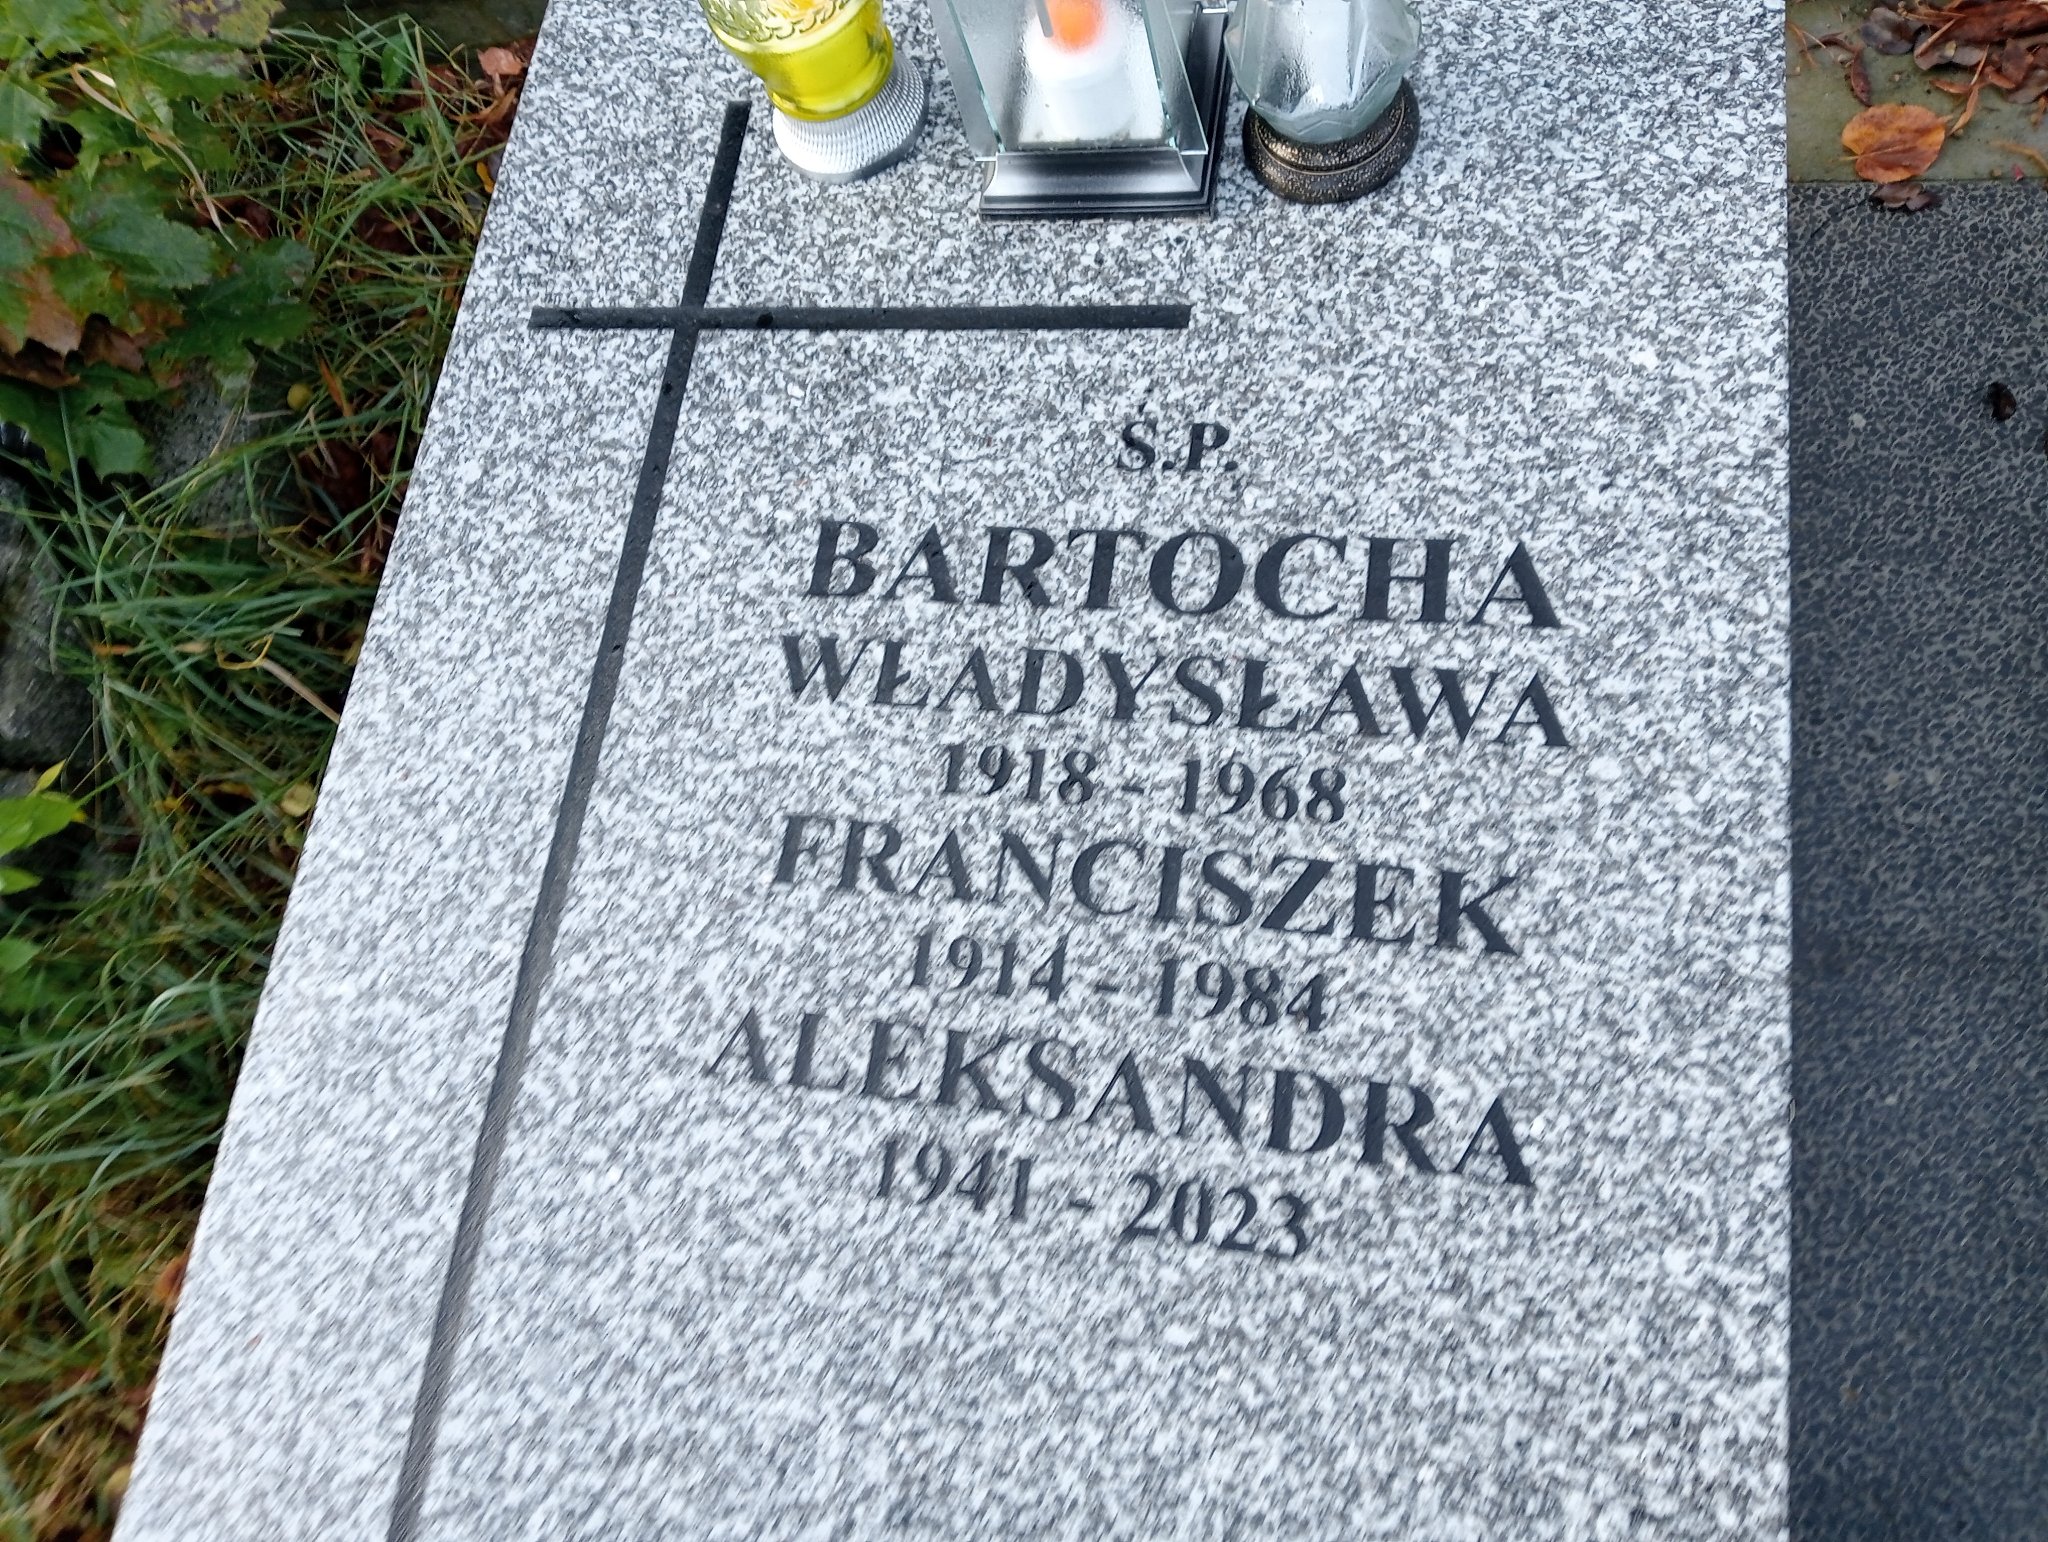 Ś.P.
BARTOCHA
WŁADYSŁAWA
1918 - 1968
FRANCISZEK
1914 - 1984
ALEKSANDRA
1941 - 2023